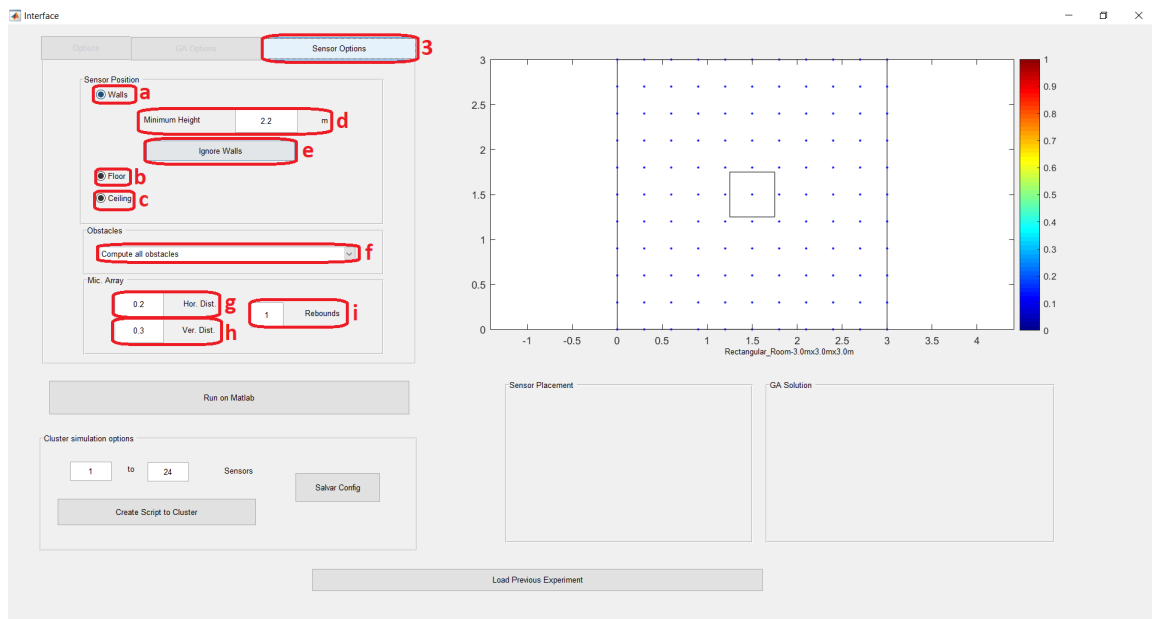 Interface
Options
GA Options
Sensor Options
3
Sensor Position
Walls
a
Minimum Height 2.2 m
d
Ignore Walls
e
Floor
b
Ceiling
c
Obstacles
Compute all obstacles
f
Mic. Array
0.2 Hor. Dist.
g
0.3 Ver. Dist.
h
1 Rebounds
i
Run on Matlab
Cluster simulation options
1 to 24 Sensors
Salvar Config
Create Script to Cluster
3
2.5
2
1.5
1
0.5
0
-1 -0.5 0 0.5 1 1.5 2 2.5 3 3.5 4
Rectangular_Room-3.0mx3.0mx3.0m
1
0.9
0.8
0.7
0.6
0.5
0.4
0.3
0.2
0.1
0
Sensor Placement
GA Solution
Load Previous Experiment